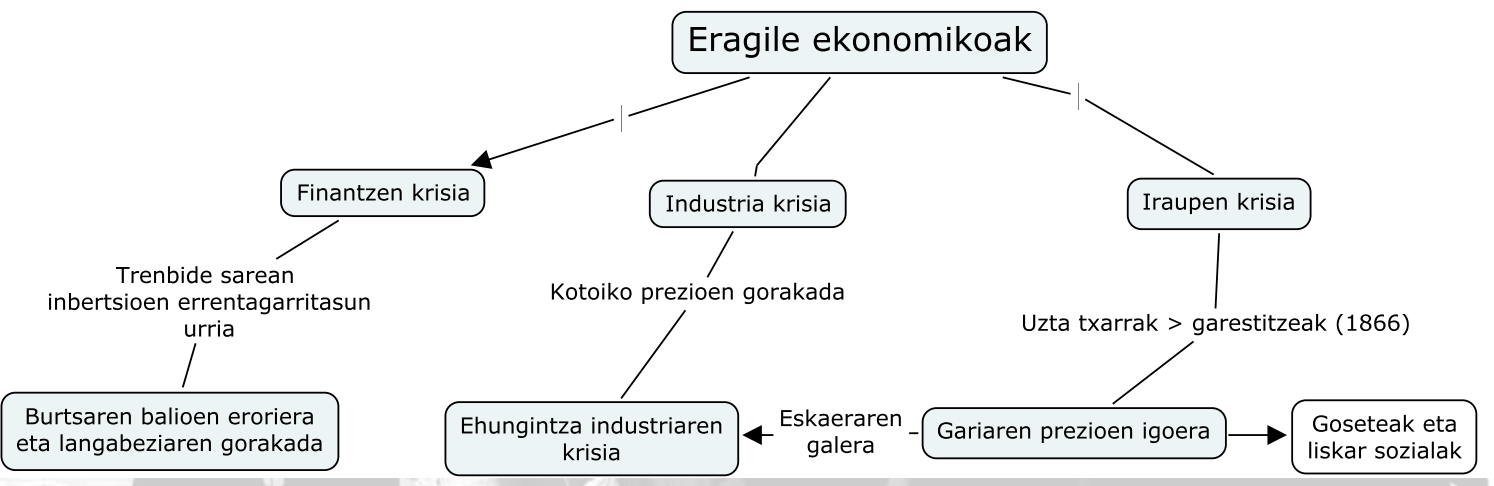 Eragile ekonomikoak
Finantzen krisia
Industria krisia
Iraupen krisia
Trenbide sarean
inbertsioen errentagarritasun
urria
Kotoiko prezioen gorakada
Uzta txarrak > garestitzeak (1866)
Burtsaren balioen eroriera
eta langabeziaren gorakada
Ehungintza industriaren
krisia
Eskaeraren
galera
Gariaren prezioen igoera
Goseteak eta
liskar sozialak